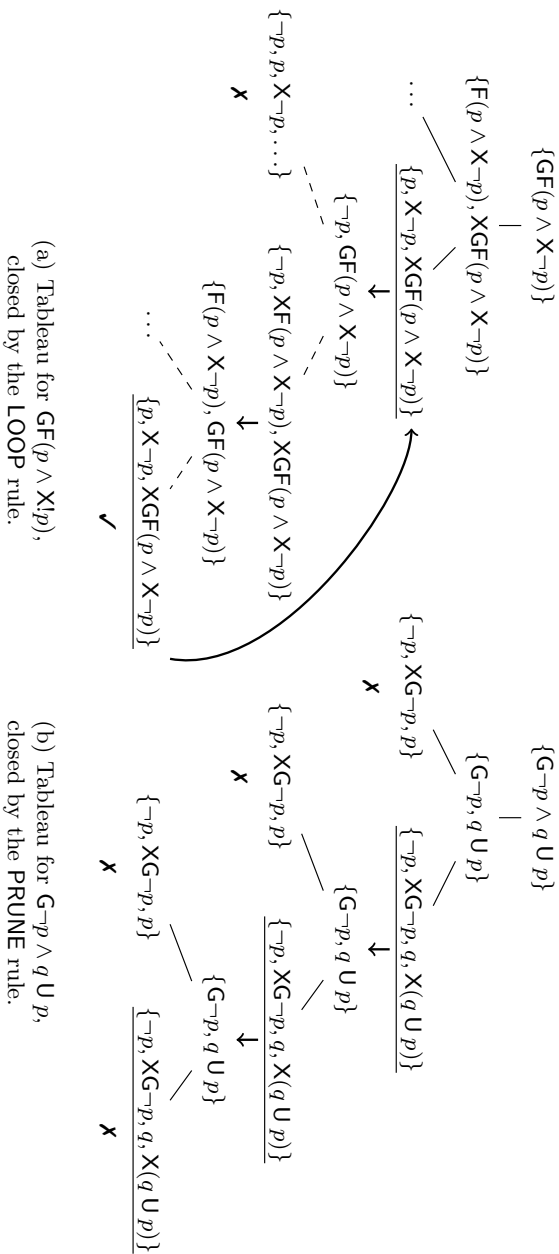 {GF(p ∧ X¬p)}
{F(p ∧ X¬p), XGF(p ∧ X¬p)}
...
{p, X¬p, XGF(p ∧ X¬p)}
{¬p, GF(p ∧ X¬p)}
{¬p, p, X¬p, ...}
✗
{¬p, XF(p ∧ X¬p), XGF(p ∧ X¬p)}
{F(p ∧ X¬p), GF(p ∧ X¬p)}
...
{p, X¬p, XGF(p ∧ X¬p)}
✓
(a) Tableau for GF(p ∧ X!p),
closed by the LOOP rule.
{G¬p ∧ q U p}
{G¬p, q U p}
{¬p, XG¬p, p}
✗
{¬p, XG¬p, q, X(q U p)}
{G¬p, q U p}
{¬p, XG¬p, p}
✗
{¬p, XG¬p, q, X(q U p)}
{G¬p, q U p}
{¬p, XG¬p, p}
✗
{¬p, XG¬p, q, X(q U p)}
✗
(b) Tableau for G¬p ∧ q U p,
closed by the PRUNE rule.